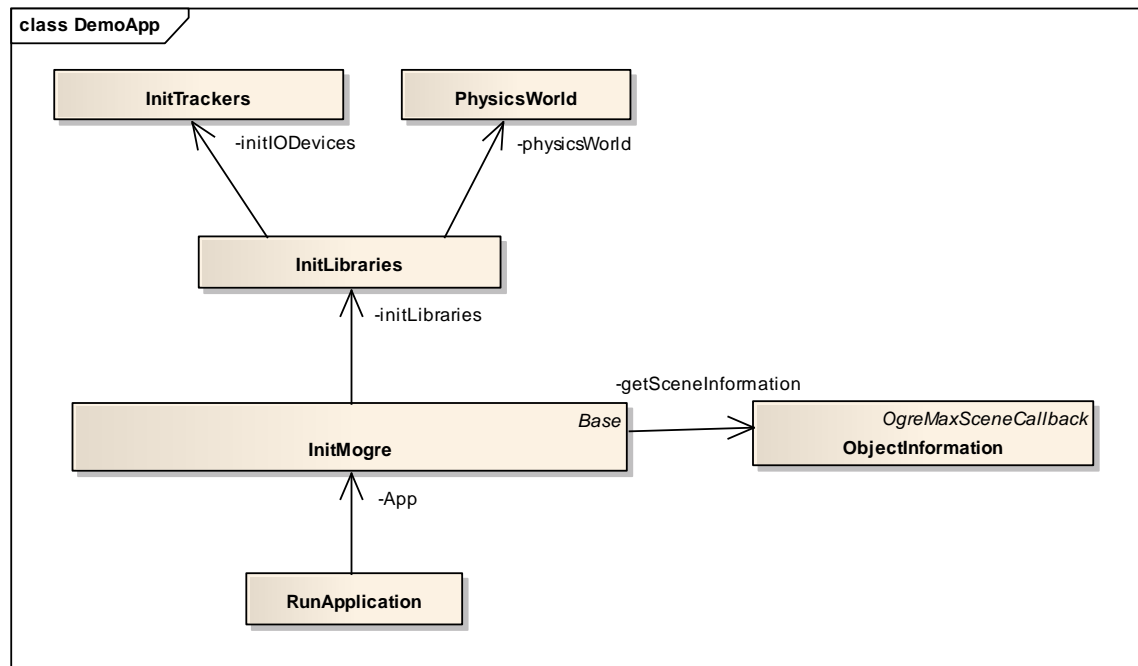 class DemoApp
InitTrackers
PhysicsWorld
-initIODevices
-physicsWorld
InitLibraries
-initLibraries
-getSceneInformation
Base
InitMogre
OgreMaxSceneCallback
ObjectInformation
-App
RunApplication